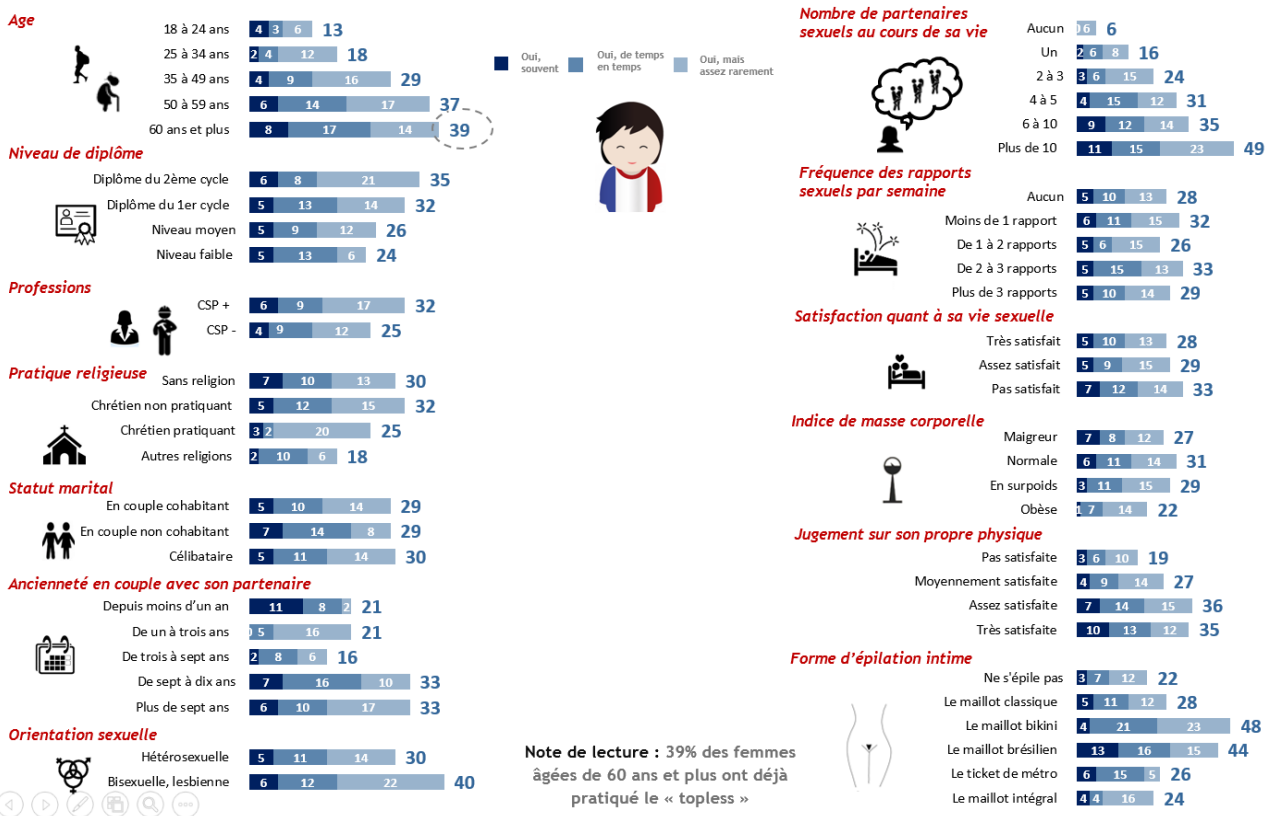 Age
18 à 24 ans 4 3 6 13
25 à 34 ans 2 4 12 18
35 à 49 ans 4 9 16 29
50 à 59 ans 6 14 17 37
60 ans et plus 8 17 14 39
Niveau de diplôme
Diplôme du 2ème cycle 6 8 21 35
Diplôme du 1er cycle 5 13 14 32
Niveau moyen 5 9 12 26
Niveau faible 5 13 6 24
Professions
CSP + 6 9 17 32
CSP - 4 9 12 25
Pratique religieuse
Sans religion 7 10 13 30
Chrétien non pratiquant 5 12 15 32
Chrétien pratiquant 3 2 20 25
Autres religions 2 10 6 18
Statut marital
En couple cohabitant 5 10 14 29
En couple non cohabitant 7 14 8 29
Célibataire 5 11 14 30
Ancienneté en couple avec son partenaire
Depuis moins d'un an 11 8 2 21
De un à trois ans 0 5 16 21
De trois à sept ans 2 8 6 16
De sept à dix ans 7 16 10 33
Plus de sept ans 6 10 17 33
Orientation sexuelle
Hétérosexuelle 5 11 14 30
Bisexuelle, lesbienne 6 12 22 40
Oui,
souvent
Oui, de temps
en temps
Oui, mais
assez rarement
Note de lecture : 39% des femmes
âgées de 60 ans et plus ont déjà
pratiqué le « topless »
Nombre de partenaires
sexuels au cours de sa vie
Aucun 0 6 6
Un 2 6 8 16
2 à 3 3 6 15 24
4 à 5 4 15 12 31
6 à 10 9 12 14 35
Plus de 10 11 15 23 49
Fréquence des rapports
sexuels par semaine
Aucun 5 10 13 28
Moins de 1 rapport 6 11 15 32
De 1 à 2 rapports 5 6 15 26
De 2 à 3 rapports 5 15 13 33
Plus de 3 rapports 5 10 14 29
Satisfaction quant à sa vie sexuelle
Très satisfait 5 10 13 28
Assez satisfait 5 9 15 29
Pas satisfait 7 12 14 33
Indice de masse corporelle
Maigreur 7 8 12 27
Normale 6 11 14 31
En surpoids 3 11 15 29
Obèse 1 7 14 22
Jugement sur son propre physique
Pas satisfaite 3 6 10 19
Moyennement satisfaite 4 9 14 27
Assez satisfaite 7 14 15 36
Très satisfaite 10 13 12 35
Forme d'épilation intime
Ne s'épile pas 3 7 12 22
Le maillot classique 5 11 12 28
Le maillot bikini 4 21 23 48
Le maillot brésilien 13 16 15 44
Le ticket de métro 6 15 5 26
Le maillot intégral 4 4 16 24